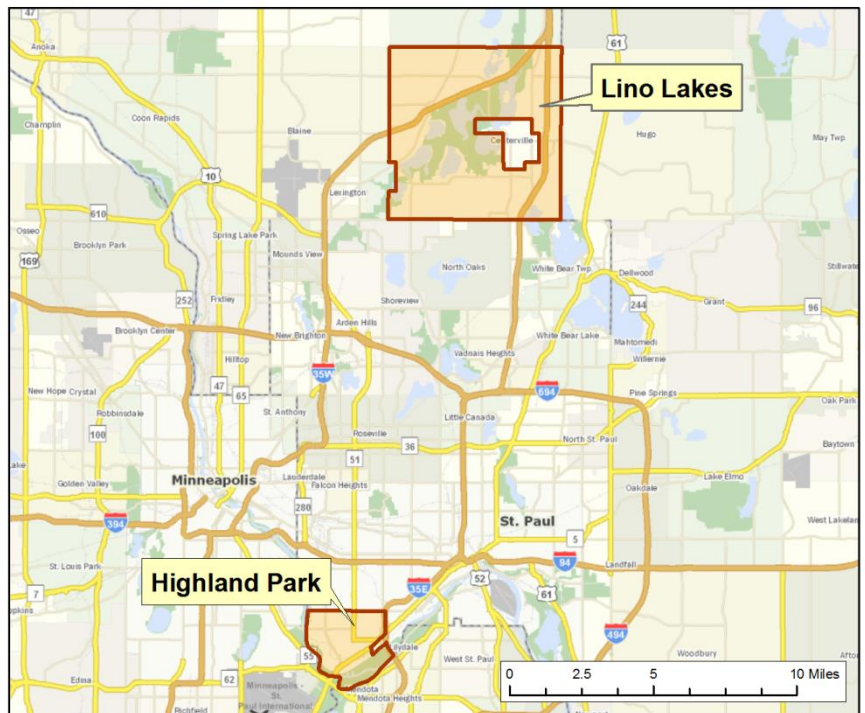 Anoka
61
Lino Lakes
Champlin
Coon Rapids
Blaine
Centerville
Hugo
May Twp.
10
Lexington
610
Osseo
Brooklyn Park
Spring Lake Park
169
Mounds View
North Oaks
White Bear Twp.
Dellwood
Stillwater
252
Fridley
Shoreview
244
Grant
96
Brooklyn Center
Arden Hills
New Brighton
White Bear Lake
Mahtomedi
Hilltop
Vadnais Heights
Willernie
35W
694
New Hope
Crystal
47
65
Pine Springs
Oak Park
Robbinsdale
St. Anthony
Little Canada
100
Roseville
36
North St. Paul
Baytown
51
Golden Valley
Minneapolis
Lauderdale
Falcon Heights
Lake Elmo
280
Oakdale
394
St. Paul
West Lakeland
5
St. Louis Park
94
Landfall
Highland Park
35E
52
7
61
Hopkins
494
55
Lilydale
West St. Paul
Woodbury
Afton
62
Edina
Minneapolis -
St.
Paul International
Mendota
Mendota Heights
Richfield
0 2.5 5 10 Miles